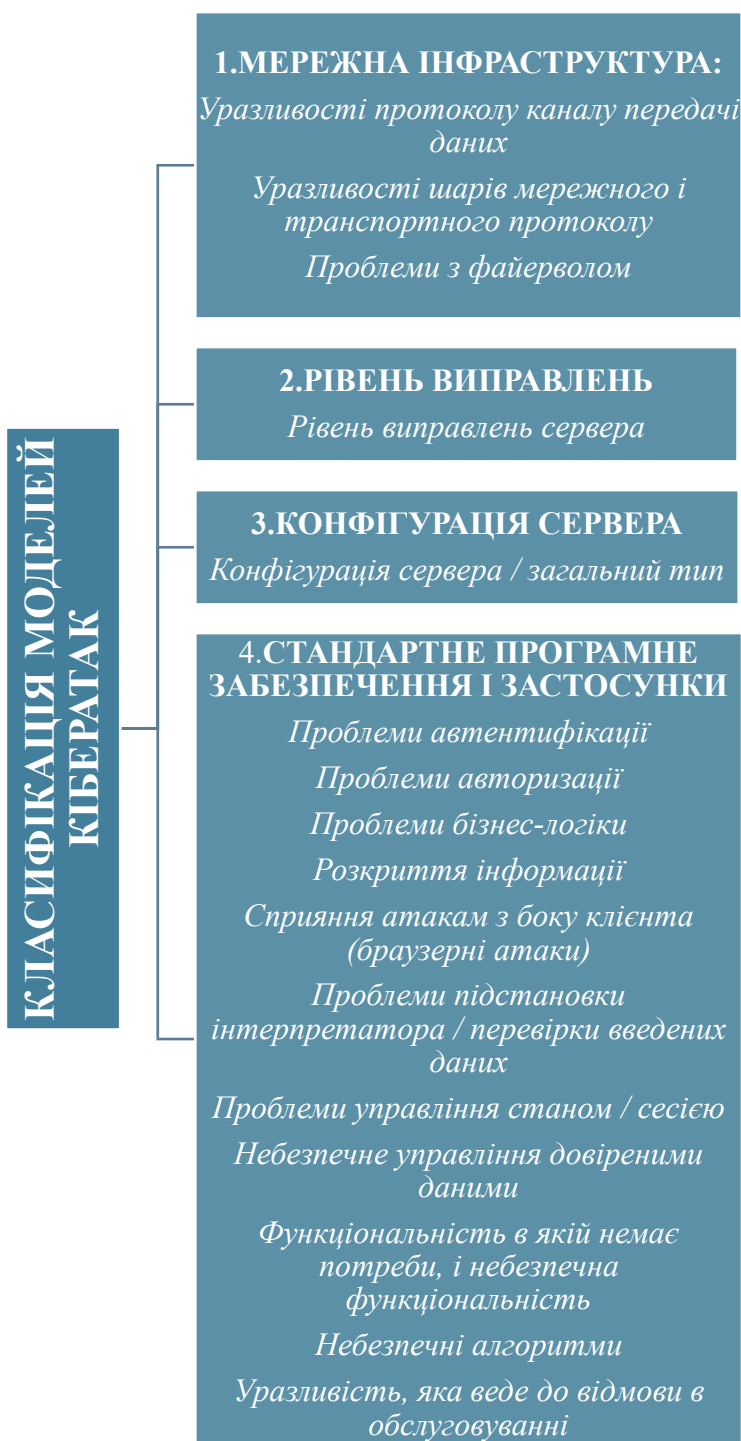 КЛАСИФІКАЦІЯ МОДЕЛЕЙ
КІБЕРАТАК
1.МЕРЕЖНА ІНФРАСТРУКТУРА:
Уразливості протоколу каналу передачі
даних
Уразливості шарів мережного і
транспортного протоколу
Проблеми з файерволом
2.РІВЕНЬ ВИПРАВЛЕНЬ
Рівень виправлень сервера
3.КОНФІГУРАЦІЯ СЕРВЕРА
Конфігурація сервера / загальний тип
4.СТАНДАРТНЕ ПРОГРАМНЕ
ЗАБЕЗПЕЧЕННЯ І ЗАСТОСУНКИ
Проблеми автентифікації
Проблеми авторизації
Проблеми бізнес-логіки
Розкриття інформації
Сприяння атакам з боку клієнта
(браузерні атаки)
Проблеми підстановки
інтерпретатора / перевірки введених
даних
Проблеми управління станом / сесією
Небезпечне управління довіреними
даними
Функціональність в якій немає
потреби, і небезпечна
функціональність
Небезпечні алгоритми
Уразливість, яка веде до відмови в
обслуговуванні